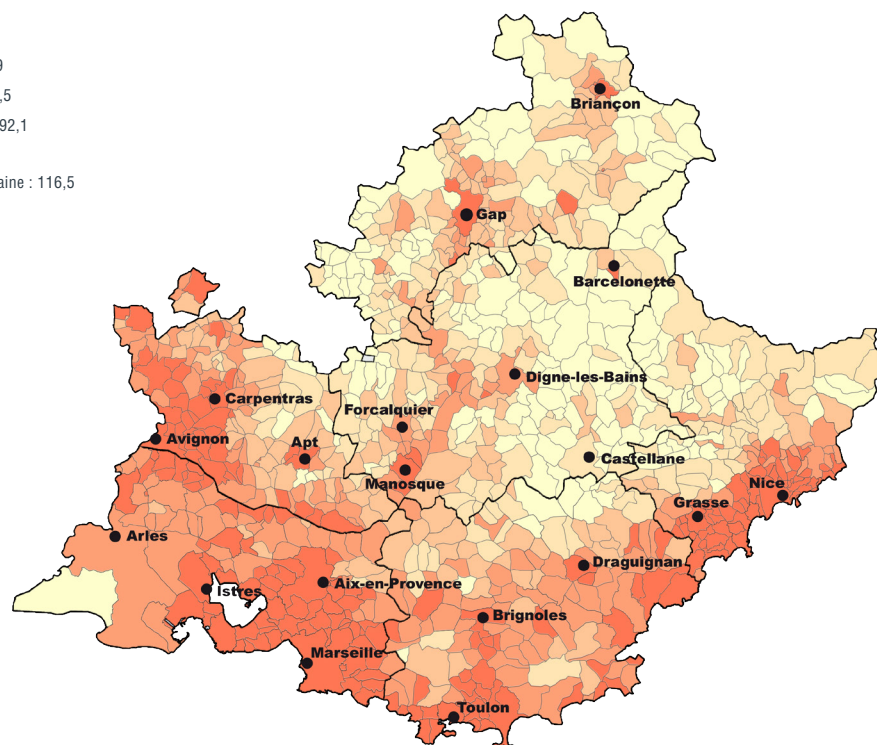 9
,5
92,1
aine : 116,5
Briançon
Gap
Barcelonette
Digne-les-Bains
Carpentras
Forcalquier
Avignon
Apt
Manosque
Castellane
Nice
Grasse
Arles
Draguignan
Istres
Aix-en-Provence
Brignoles
Marseille
Toulon